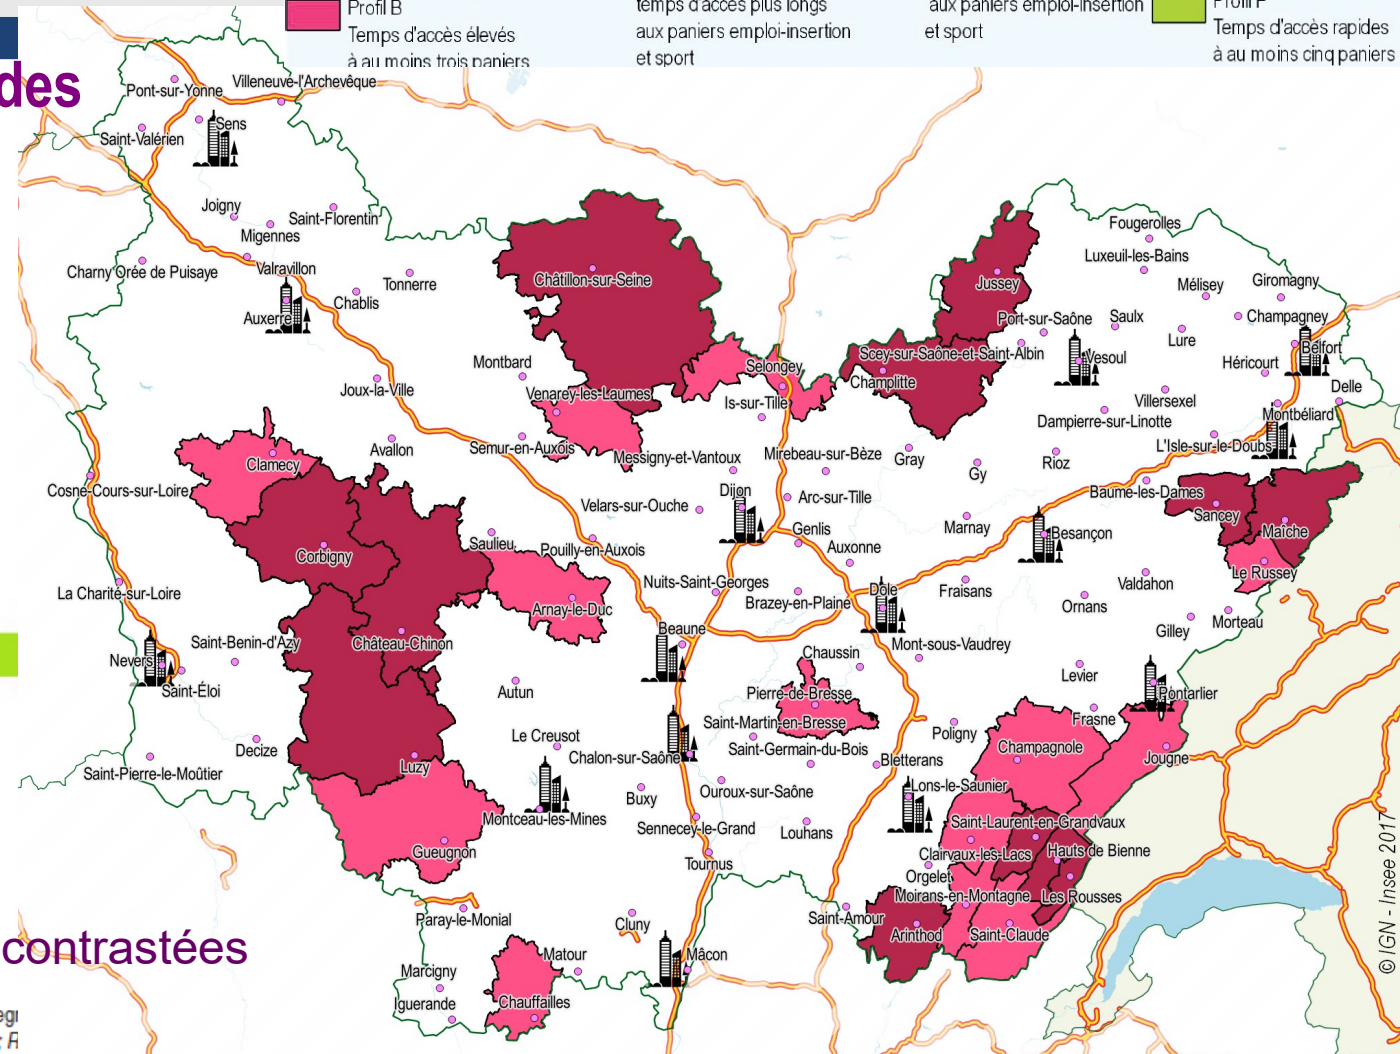 Profil B
Temps d'accès élevés
à au moins trois paniers
temps d'accès plus longs
aux paniers emploi-insertion
et sport
aux paniers emploi-insertion
et sport
Temps d'accès rapides
à au moins cinq paniers
des
contrastées
Pont-sur-Yonne
Villeneuve-l'Archevêque
Saint-Valérien
Sens
Joigny
Saint-Florentin
Migennes
Charny Orée de Puisaye
Valravillon
Tonnerre
Chablis
Auxerre
Châtillon-sur-Seine
Montbard
Venarey-les-Laumes
Joux-la-Ville
Avallon
Semur-en-Auxois
Clamecy
Cosne-Cours-sur-Loire
Corbigny
Saulieu
Pouilly-en-Auxois
La Charité-sur-Loire
Arnay-le-Duc
Nevers
Saint-Benin-d'Azy
Château-Chinon
Saint-Éloi
Autun
Decize
Saint-Pierre-le-Moûtier
Luzy
Le Creusot
Montceau-les-Mines
Gueugnon
Paray-le-Monial
Marcigny
Iguerande
Matour
Chauffailles
Cluny
Mâcon
Selongey
Is-sur-Tille
Messigny-et-Vantoux
Mirebeau-sur-Bèze
Velars-sur-Ouche
Dijon
Arc-sur-Tille
Genlis
Auxonne
Nuits-Saint-Georges
Brazey-en-Plaine
Beaune
Dole
Chaussin
Mont-sous-Vaudrey
Pierre-de-Bresse
Saint-Martin-en-Bresse
Saint-Germain-du-Bois
Chalon-sur-Saône
Bletterans
Buxy
Ouroux-sur-Saône
Sennecey-le-Grand
Louhans
Tournus
Lons-le-Saunier
Poligny
Champagnole
Frasne
Jougne
Pontarlier
Levier
Saint-Laurent-en-Grandvaux
Clairvaux-les-Lacs
Hauts de Bienne
Orgelet
Moirans-en-Montagne
Les Rousses
Saint-Amour
Arinthod
Saint-Claude
Jussey
Fougerolles
Luxeuil-les-Bains
Mélisey
Giromagny
Port-sur-Saône
Saulx
Champagney
Lure
Scey-sur-Saône-et-Saint-Albin
Champlitte
Vesoul
Héricourt
Belfort
Delle
Villersexel
Dampierre-sur-Linotte
Montbéliard
L'Isle-sur-le-Doubs
Gray
Gy
Rioz
Baume-les-Dames
Sancey
Maîche
Marnay
Besançon
Le Russey
Fraisans
Valdahon
Ornans
Gilley
Morteau
© IGN - Insee 2017